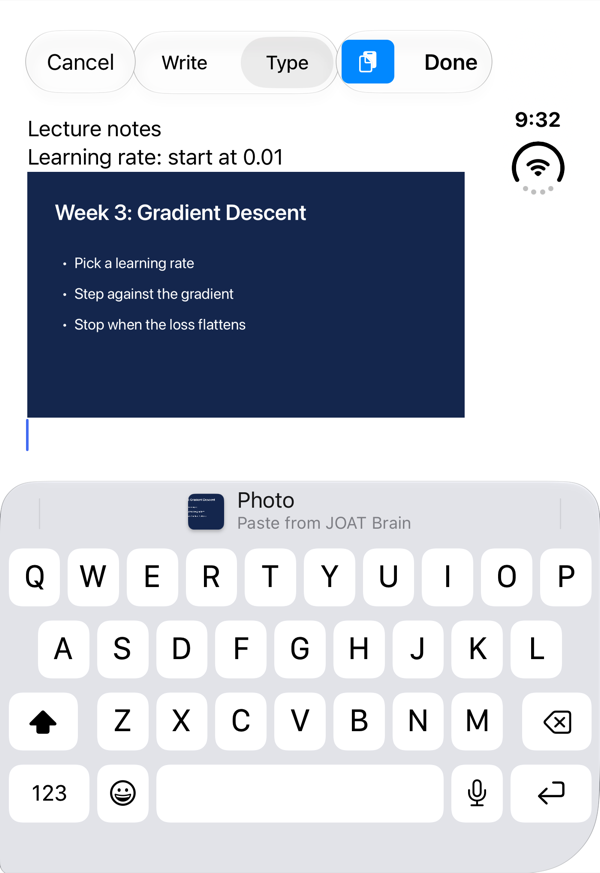 Cancel Write Type Done
9:32
Lecture notes
Learning rate: start at 0.01
Week 3: Gradient Descent
• Pick a learning rate
• Step against the gradient
• Stop when the loss flattens
Photo
Paste from JOAT Brain
Q W E R T Y U I O P
A S D F G H J K L
Z X C V B N M
123